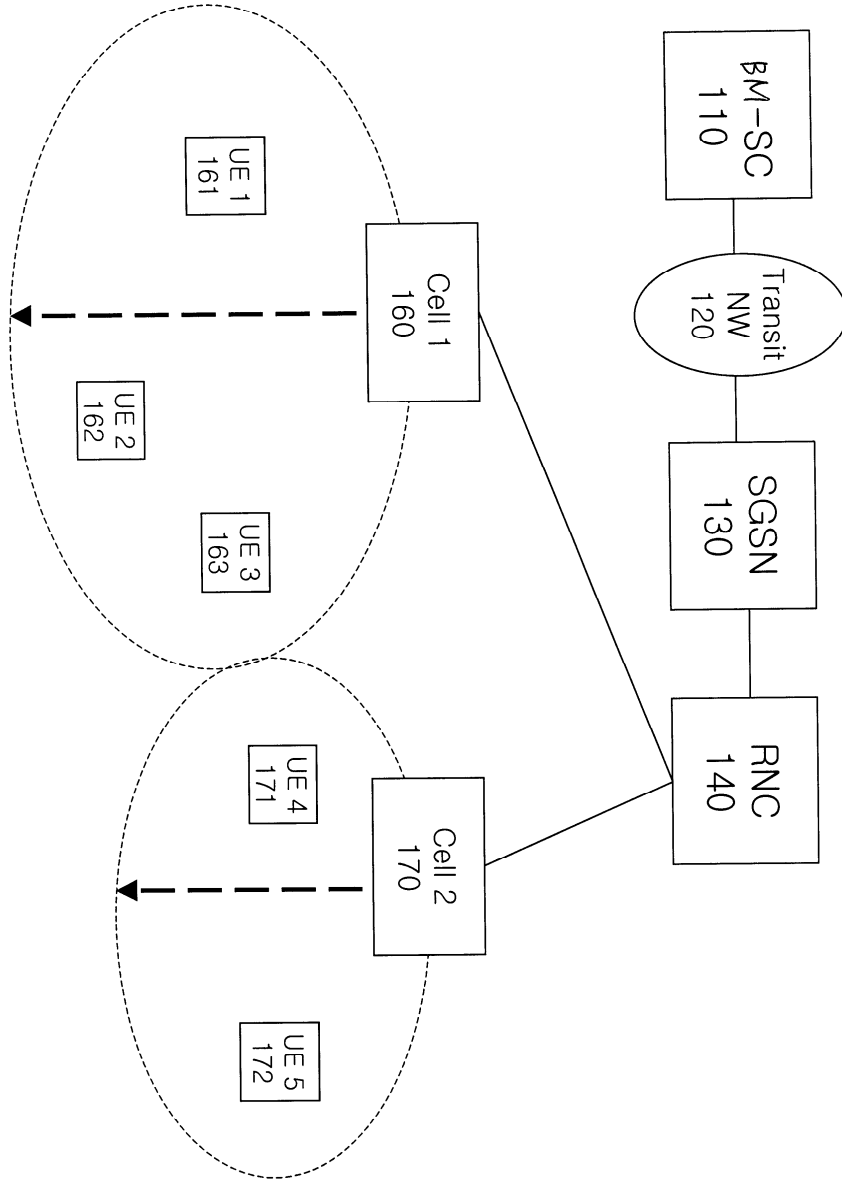 BM-SC
110
Transit
NW
120
SGSN
130
RNC
140
Cell 1
160
Cell 2
170
UE 1
161
UE 2
162
UE 3
163
UE 4
171
UE 5
172